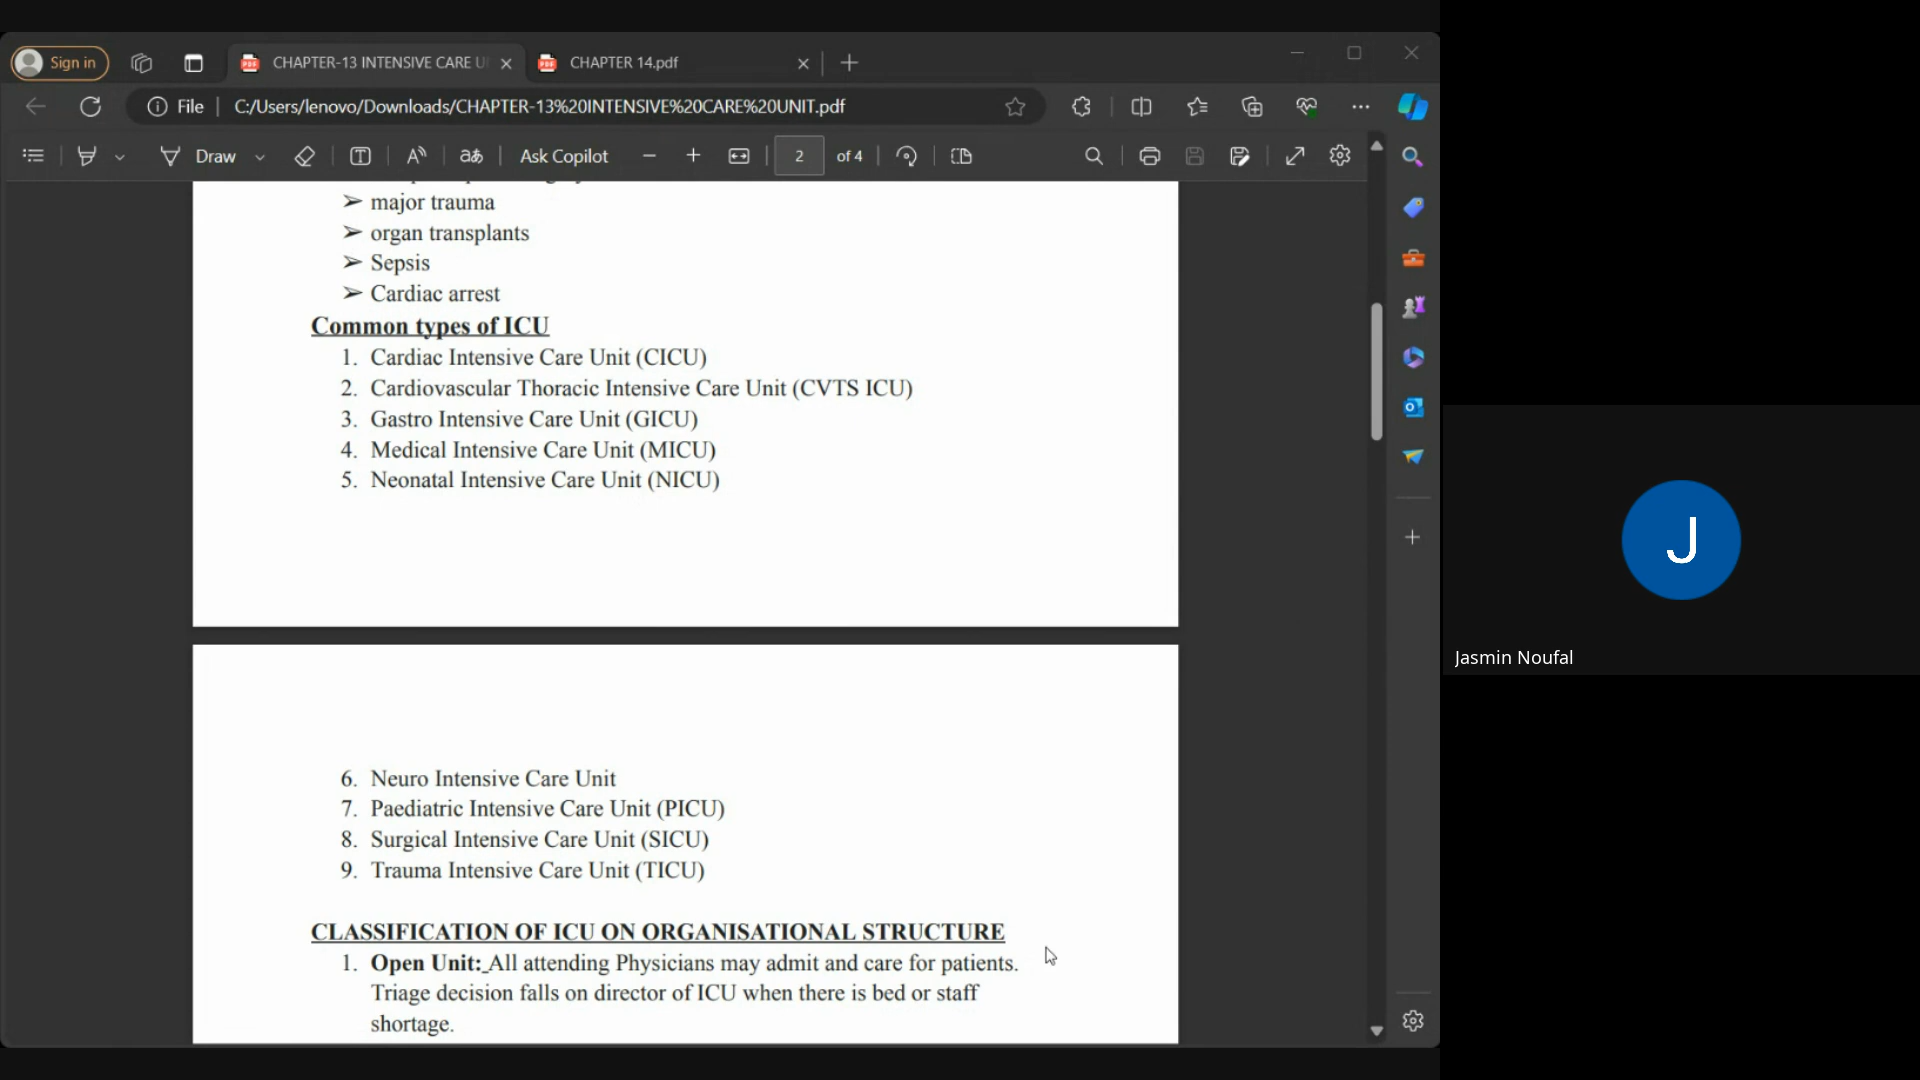 Sign in
CHAPTER-13 INTENSIVE CARE U
CHAPTER 14.pdf
File
C:/Users/lenovo/Downloads/CHAPTER-13%20INTENSIVE%20CARE%20UNIT.pdf
Draw
Ask Copilot
2
of 4
➢ major trauma
➢ organ transplants
➢ Sepsis
➢ Cardiac arrest
Common types of ICU
1. Cardiac Intensive Care Unit (CICU)
2. Cardiovascular Thoracic Intensive Care Unit (CVTS ICU)
3. Gastro Intensive Care Unit (GICU)
4. Medical Intensive Care Unit (MICU)
5. Neonatal Intensive Care Unit (NICU)
6. Neuro Intensive Care Unit
7. Paediatric Intensive Care Unit (PICU)
8. Surgical Intensive Care Unit (SICU)
9. Trauma Intensive Care Unit (TICU)
CLASSIFICATION OF ICU ON ORGANISATIONAL STRUCTURE
1. Open Unit: All attending Physicians may admit and care for patients.
Triage decision falls on director of ICU when there is bed or staff
shortage.
J
Jasmin Noufal